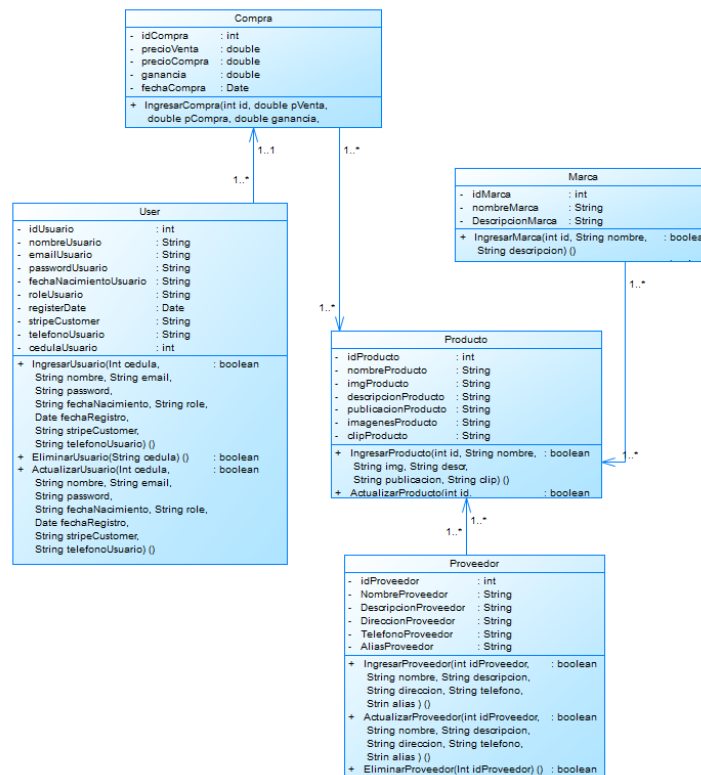 Compra
- idCompra : int
- precioVenta : double
- precioCompra : double
- ganancia : double
- fechaCompra : Date
+ IngresarCompra(int id, double pVenta,
double pCompra, double ganancia,
1..1
1..*
1..*
Marca
- idMarca : int
- nombreMarca : String
- DescripcionMarca : String
+ IngresarMarca(int id, String nombre, : boolea
String descripcion) ()
User
- idUsuario : int
- nombreUsuario : String
- emailUsuario : String
- passwordUsuario : String
- fechaNacimientoUsuario : String
- roleUsuario : String
- registerDate : Date
- stripeCustomer : String
- telefonoUsuario : String
- cedulaUsuario : int
+ IngresarUsuario(Int cedula, : boolean
String nombre, String email,
String password,
String fechaNacimiento, String role,
Date fechaRegistro,
String stripeCustomer,
String telefonoUsuario) ()
+ EliminarUsuario(String cedula) () : boolean
+ ActualizarUsuario(Int cedula, : boolean
String nombre, String email,
String password,
String fechaNacimiento, String role,
Date fechaRegistro,
String stripeCustomer,
String telefonoUsuario) ()
1..*
1..*
Producto
- idProducto : int
- nombreProducto : String
- imgProducto : String
- descripcionProducto : String
- publicacionProducto : String
- imagenesProducto : String
- clipProducto : String
+ IngresarProducto(int id, String nombre, : boolean
String img, String descr,
String publicacion, String clip) ()
+ ActualizarProducto(int id, : boolean
1..*
1..*
1..*
Proveedor
- idProveedor : int
- NombreProveedor : String
- DescripcionProveedor : String
- DireccionProveedor : String
- TelefonoProveedor : String
- AliasProveedor : String
+ IngresarProveedor(int idProveedor, : boolean
String nombre, String descripcion,
String direccion, String telefono,
Strin alias ) ()
+ ActualizarProveedor(int idProveedor, : boolean
String nombre, String descripcion,
String direccion, String telefono,
Strin alias ) ()
+ EliminarProveedor(Int idProveedor) () : boolean